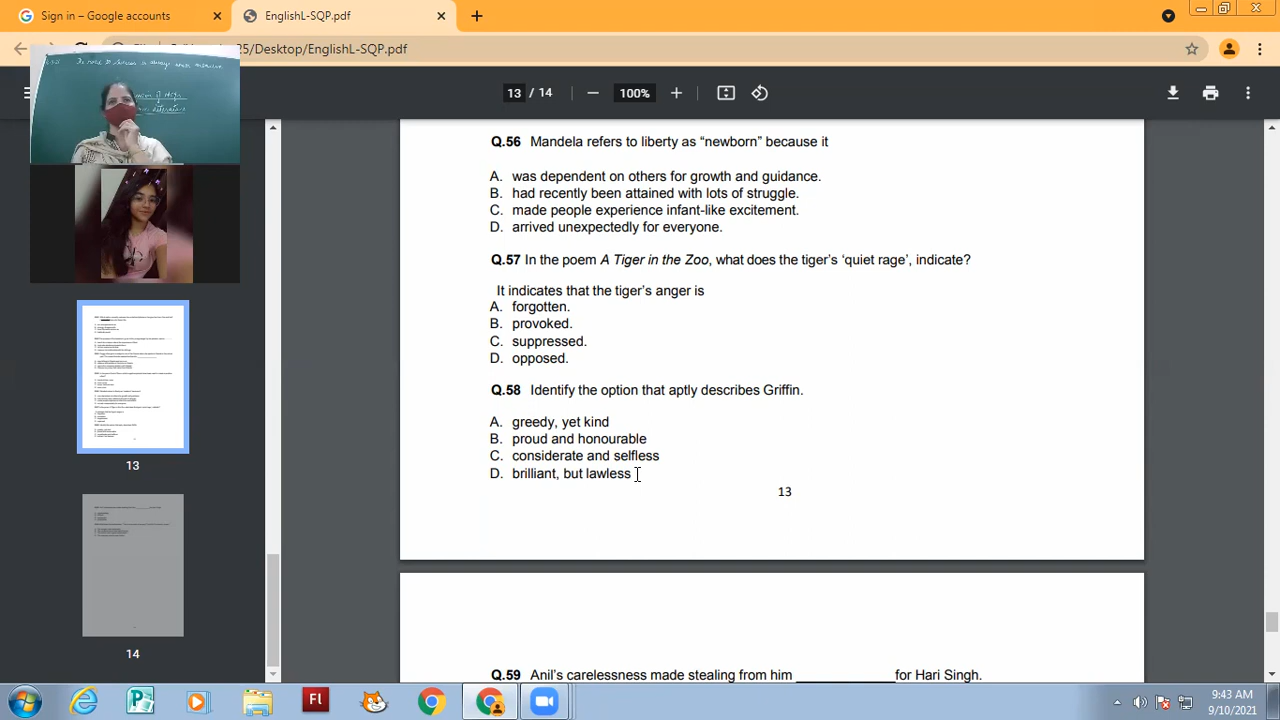 Sign in – Google accounts
EnglishL-SQP.pdf
25/Desktop/EnglishL-SQP.pdf
13 / 14
100%
The
is always
Q.56 Mandela refers to liberty as “newborn” because it
A. was dependent on others for growth and guidance.
B. had recently been attained with lots of struggle.
C. made people experience infant-like excitement.
D. arrived unexpectedly for everyone.
Q.57 In the poem A Tiger in the Zoo, what does the tiger’s ‘quiet rage’, indicate?
It indicates that the tiger’s anger is
A. forgotten.
B. provoked.
C. suppressed.
D. opposed.
Q.58 Identify the option that aptly describes Griffin.
A. greedy, yet kind
B. proud and honourable
C. considerate and selfless
D. brilliant, but lawless
13
Q.59 Anil’s carelessness made stealing from him ____________for Hari Singh.
13
14
9:43 AM
9/10/2021